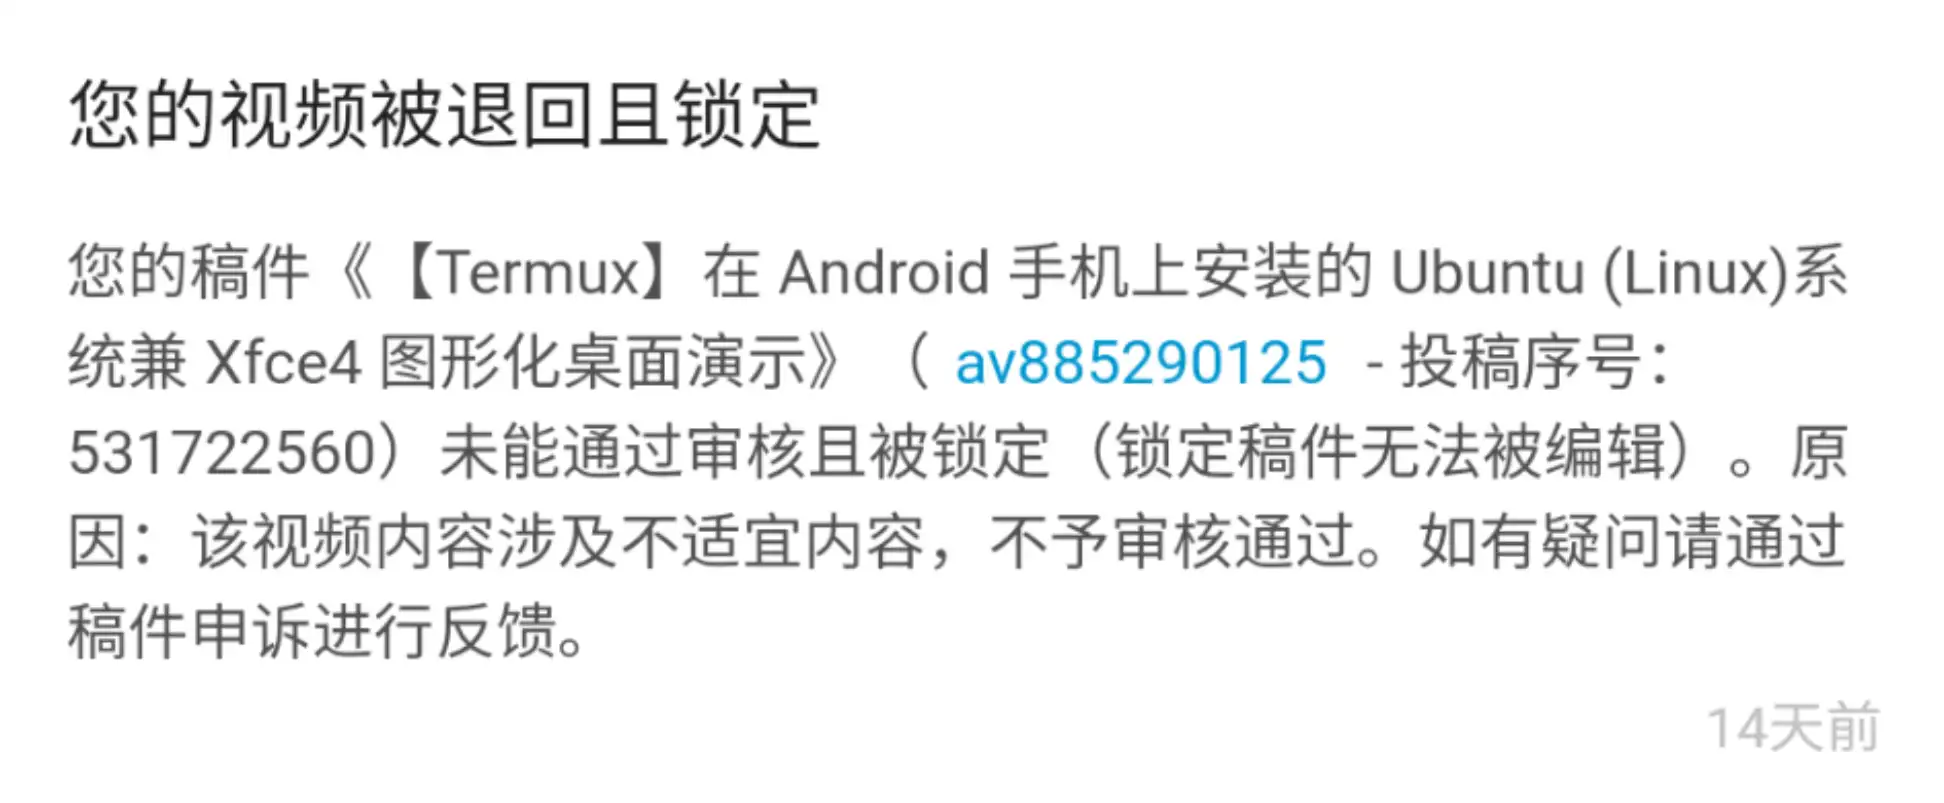 您的视频被退回且锁定
您的稿件《【Termux】在 Android 手机上安装的 Ubuntu (Linux)系
统兼 Xfce4 图形化桌面演示》（ av885290125 - 投稿序号：
531722560）未能通过审核且被锁定（锁定稿件无法被编辑）。原
因：该视频内容涉及不适宜内容，不予审核通过。如有疑问请通过
稿件申诉进行反馈。
14天前